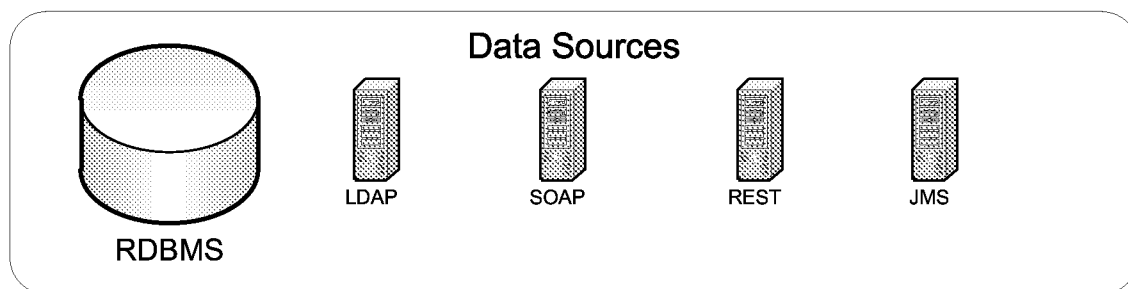 Data Sources
LDAP
SOAP
REST
JMS
RDBMS